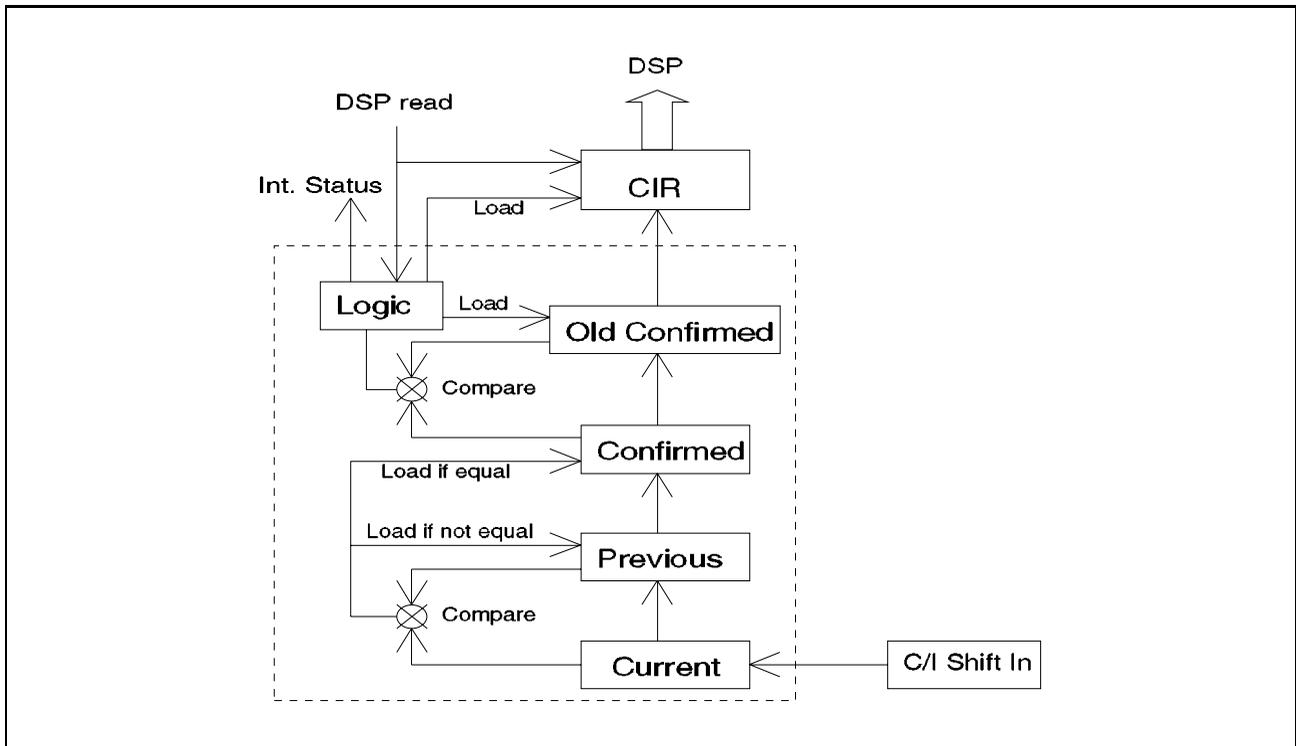 DSP
DSP read
Int. Status
CIR
Load
Logic
Load
Old Confirmed
Compare
Confirmed
Load if equal
Load if not equal
Previous
Compare
Current
C/I Shift In